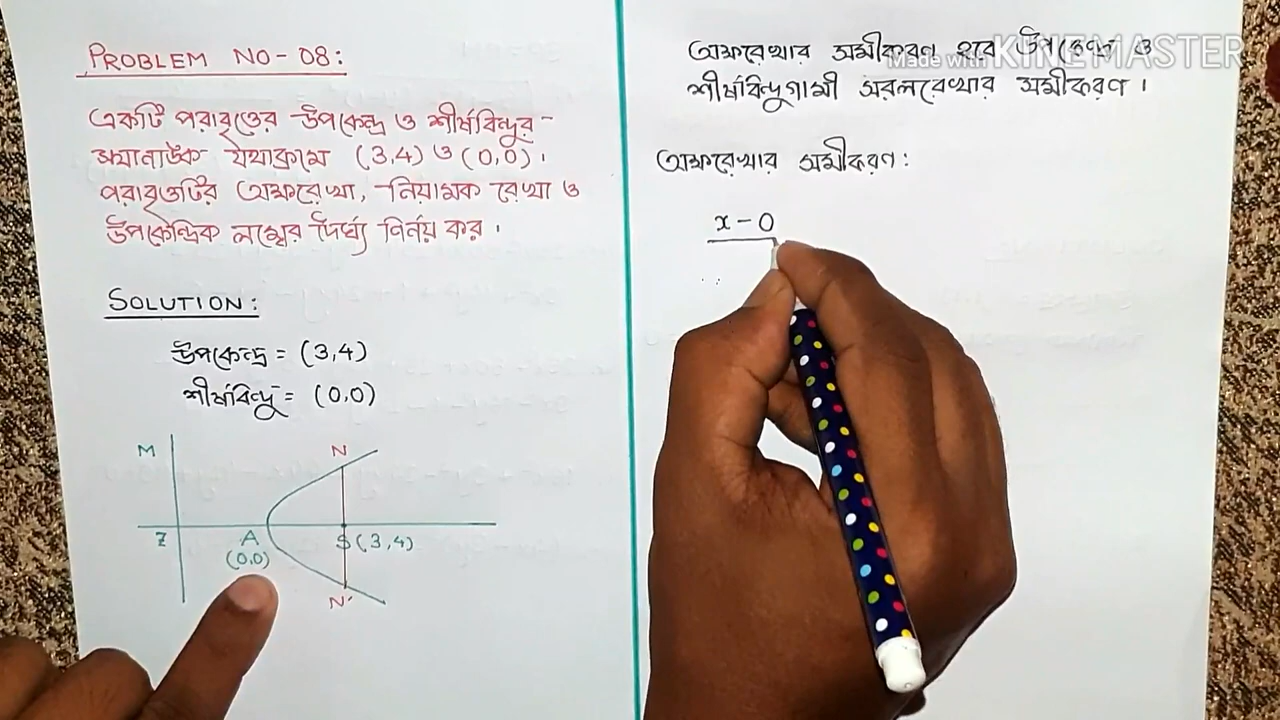 PROBLEM NO-08:
একটি পরাবৃত্তের উপকেন্দ্র ও শীর্ষবিন্দুর-
স্থানাঙ্ক যথাক্রমে (3,4) ও (0,0)।
পরাবৃত্তটির অক্ষরেখা, নিয়ামক রেখা ও
উপকেন্দ্রিক লম্বের দৈর্ঘ্য নির্ণয় কর।
SOLUTION:
উপকেন্দ্র = (3,4)
শীর্ষবিন্দু = (0,0)
M N
Z A S(3,4)
(0,0)
N'
অক্ষরেখার সমীকরণ হবে উপকেন্দ্র ও
Made with KINEMASTER
শীর্ষবিন্দুগামী সরলরেখার সমীকরণ।
অক্ষরেখার সমীকরণ:
x-0